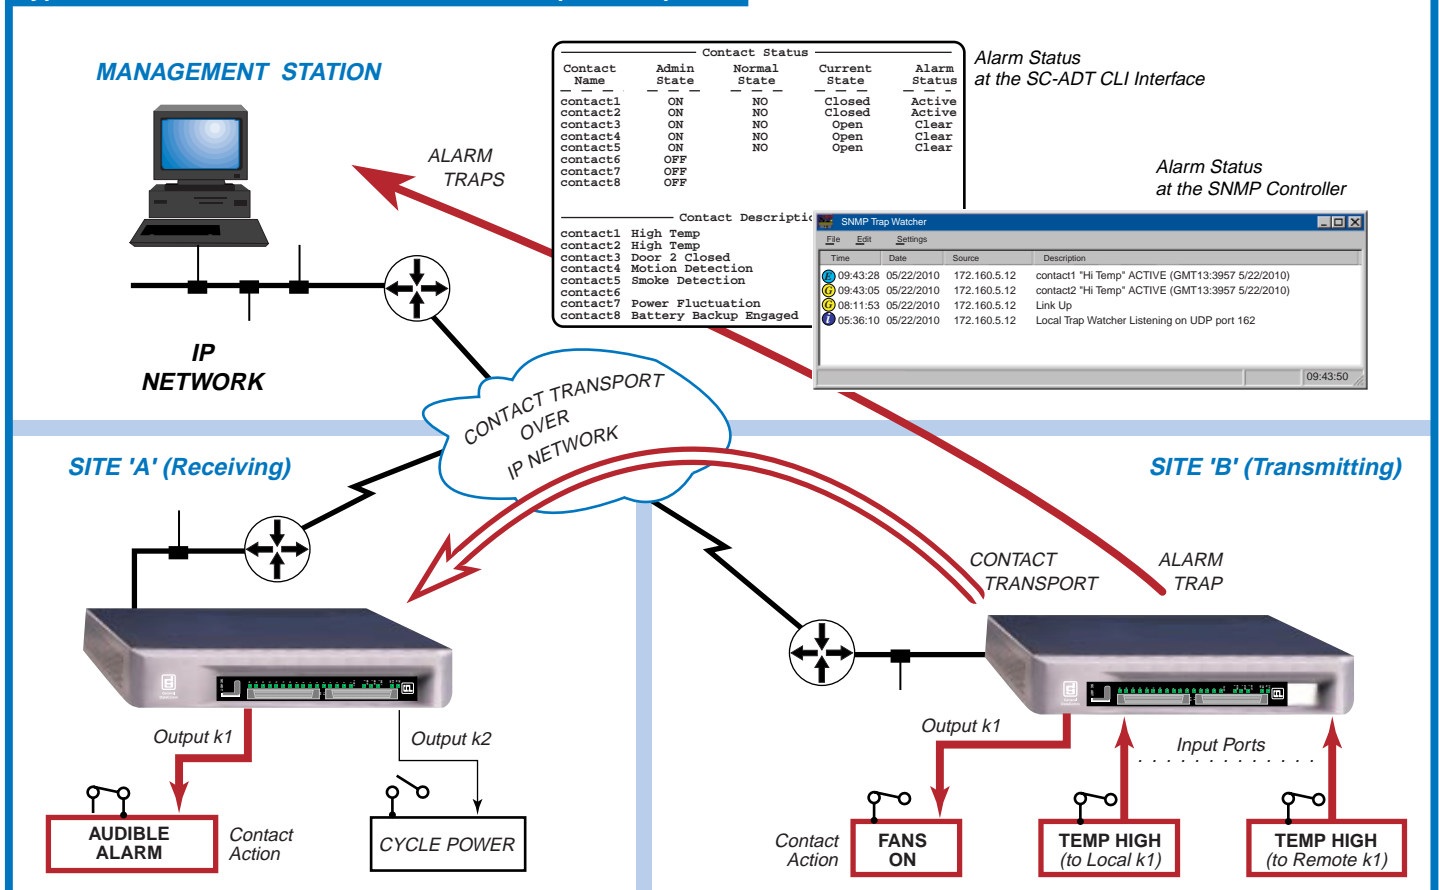 MANAGEMENT STATION
ALARM
TRAPS
Contact Status
Contact Admin Normal Current Alarm
Name State State State Status
contact1 ON NO Closed Active
contact2 ON NO Closed Active
contact3 ON NO Open Clear
contact4 ON NO Open Clear
contact5 ON NO Open Clear
contact6 OFF
contact7 OFF
contact8 OFF
Contact
contact1 High Temp
contact2 High Temp
contact3 Door 2 Closed
contact4 Motion Detection
contact5 Smoke Detection
contact6
contact7 Power Fluctuation
contact8 Battery Backup Engaged
Alarm Status
at the SC-ADT CLI Interface
Alarm Status
at the SNMP Controller
SNMP Trap Watcher
File Edit Settings
Time Date Source Description
E 09:43:28 05/22/2010 172.160.5.12 contact1 "Hi Temp" ACTIVE (GMT13:3957 5/22/2010)
G 09:43:05 05/22/2010 172.160.5.12 contact2 "Hi Temp" ACTIVE (GMT13:3957 5/22/2010)
G 08:11:53 05/22/2010 172.160.5.12 Link Up
i 05:36:10 05/22/2010 172.160.5.12 Local Trap Watcher Listening on UDP port 162
09:43:50
IP
NETWORK
CONTACT TRANSPORT
OVER
IP NETWORK
SITE 'A' (Receiving)
SITE 'B' (Transmitting)
CONTACT
TRANSPORT
ALARM
TRAP
Output k1
Output k2
AUDIBLE
ALARM
Contact
Action
CYCLE POWER
Output k1
Input Ports
Contact
Action
FANS
ON
TEMP HIGH
(to Local k1)
TEMP HIGH
(to Remote k1)